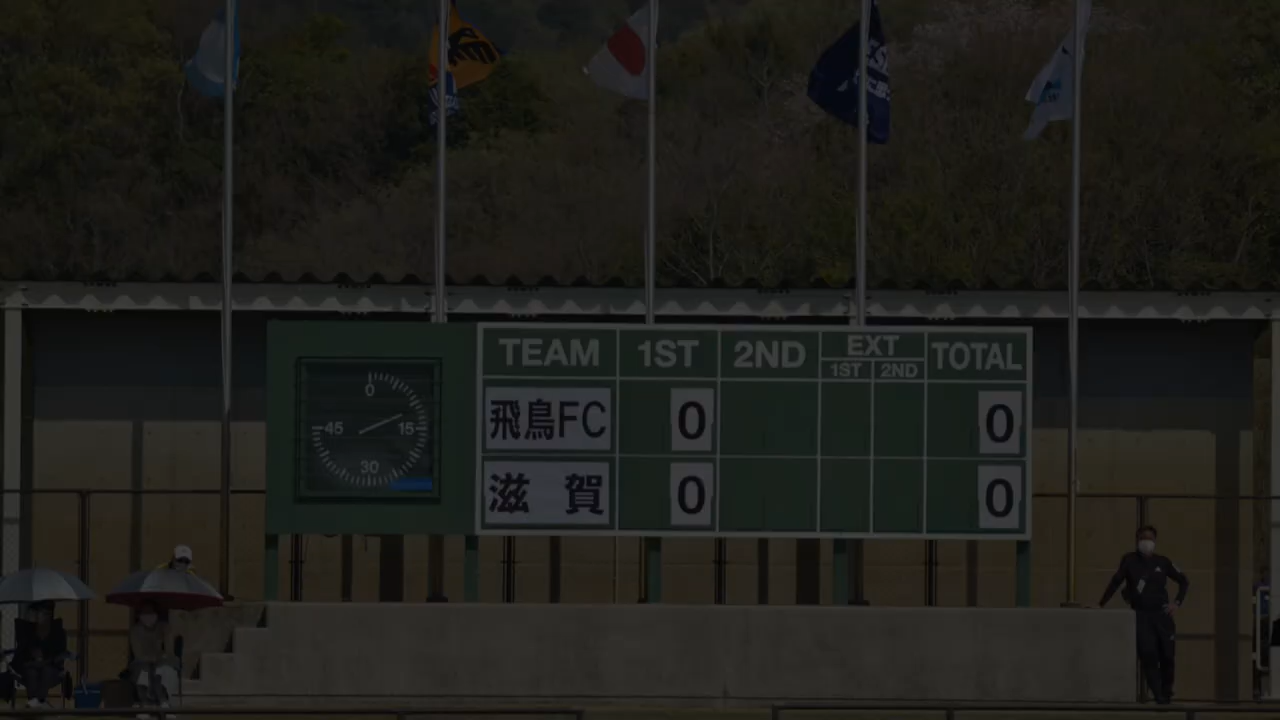 TEAM 1ST 2ND EXT TOTAL
1ST 2ND
飛鳥FC 0 0
滋賀 0 0
0
45 15
30